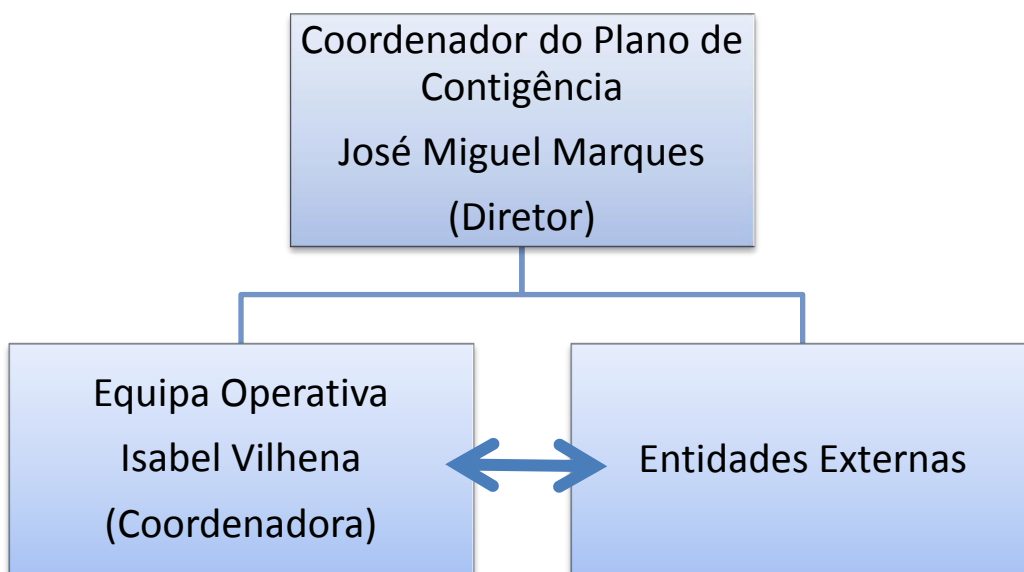 Coordenador do Plano de
Contigência
José Miguel Marques
(Diretor)
Equipa Operativa
Isabel Vilhena
(Coordenadora)
Entidades Externas